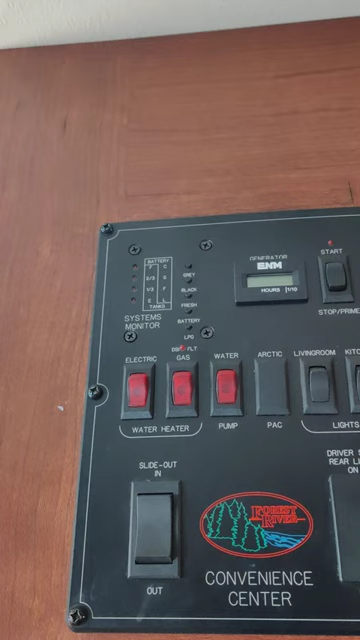 BATTERY
F C
2/3 G
1/3 F
E L
TANKS
SYSTEMS
MONITOR
GREY
BLACK
FRESH
BATTERY
LPG
GENERATOR
ENM
HOURS 1/10
START
STOP/PRIME
DSI FLT
ELECTRIC GAS WATER ARCTIC LIVINGROOM
WATER HEATER PUMP PAC LIGHTS
SLIDE-OUT
IN
OUT
FOREST
RIVER
CONVENIENCE
CENTER
DRIVER
REAR
ON